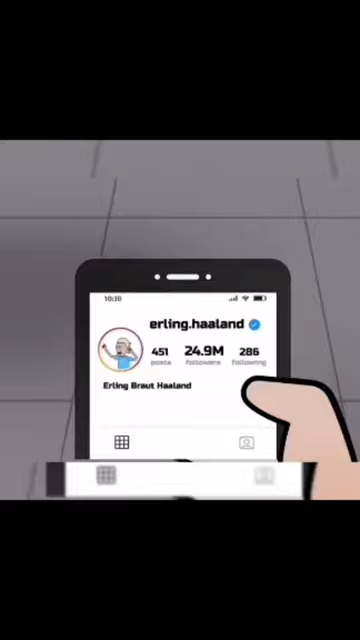 10:30
erling.haaland
451 24.9M 286
posts followers following
Erling Braut Haaland